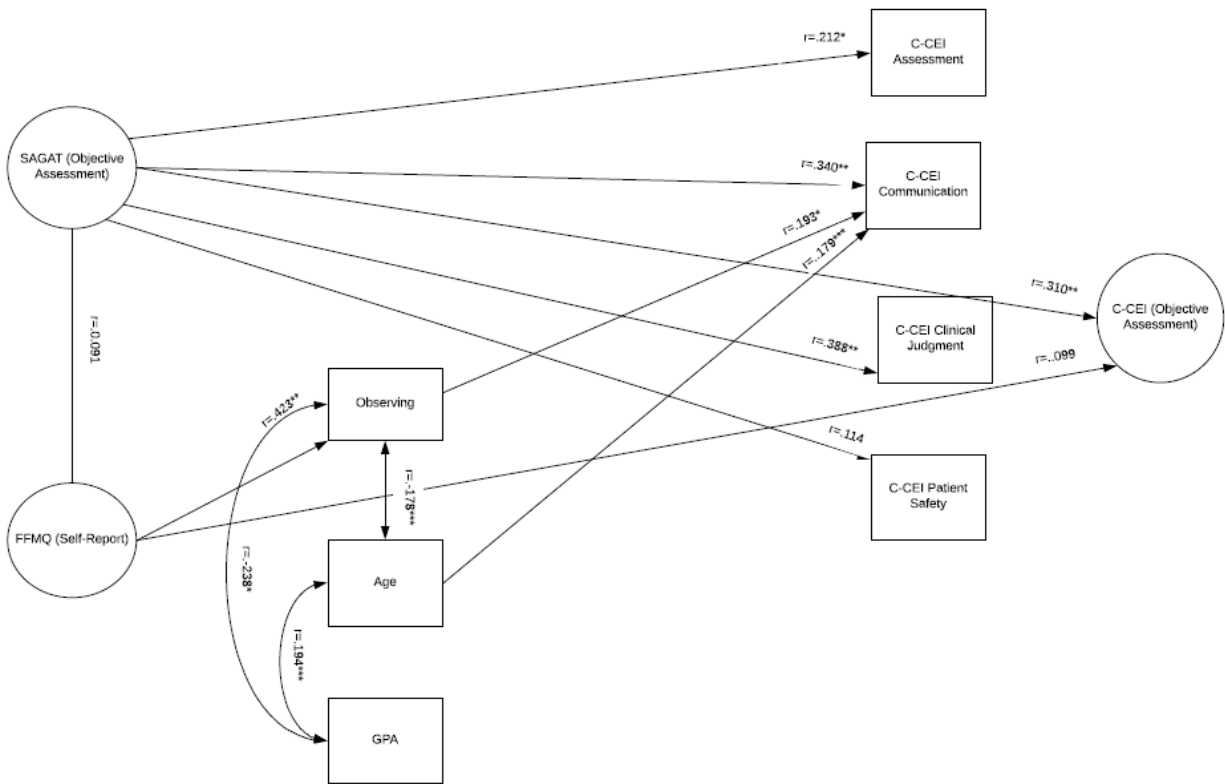 r=.212*
C-CEI
Assessment
SAGAT (Objective
Assessment)
r=.340**
C-CEI
Communication
r=.193*
r=..179***
r=.310**
C-CEI (Objective
Assessment)
C-CEI Clinical
Judgment
r=.388**
r=..099
r=.0.091
Observing
r=.423**
r=.114
C-CEI Patient
Safety
r=.-178***
FFMQ (Self-Report)
r=.-238*
Age
r=.194***
GPA